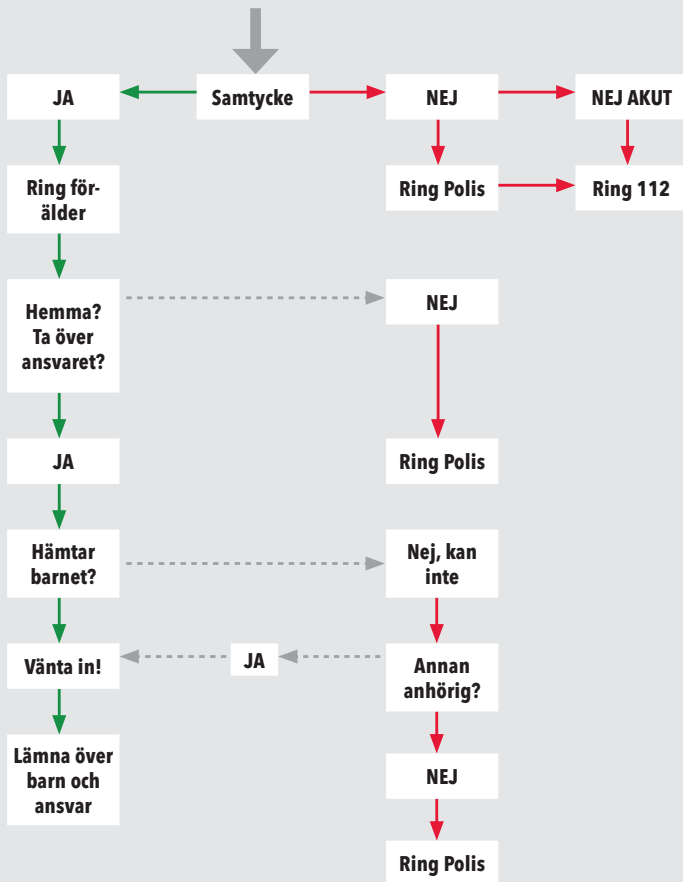 JA
Samtycke
NEJ
NEJ AKUT
Ring för-
älder
Ring Polis
Ring 112
Hemma?
Ta över
ansvaret?
NEJ
JA
Ring Polis
Hämtar
barnet?
Nej, kan
inte
Vänta in!
JA
Annan
anhörig?
Lämna över
barn och
ansvar
NEJ
Ring Polis